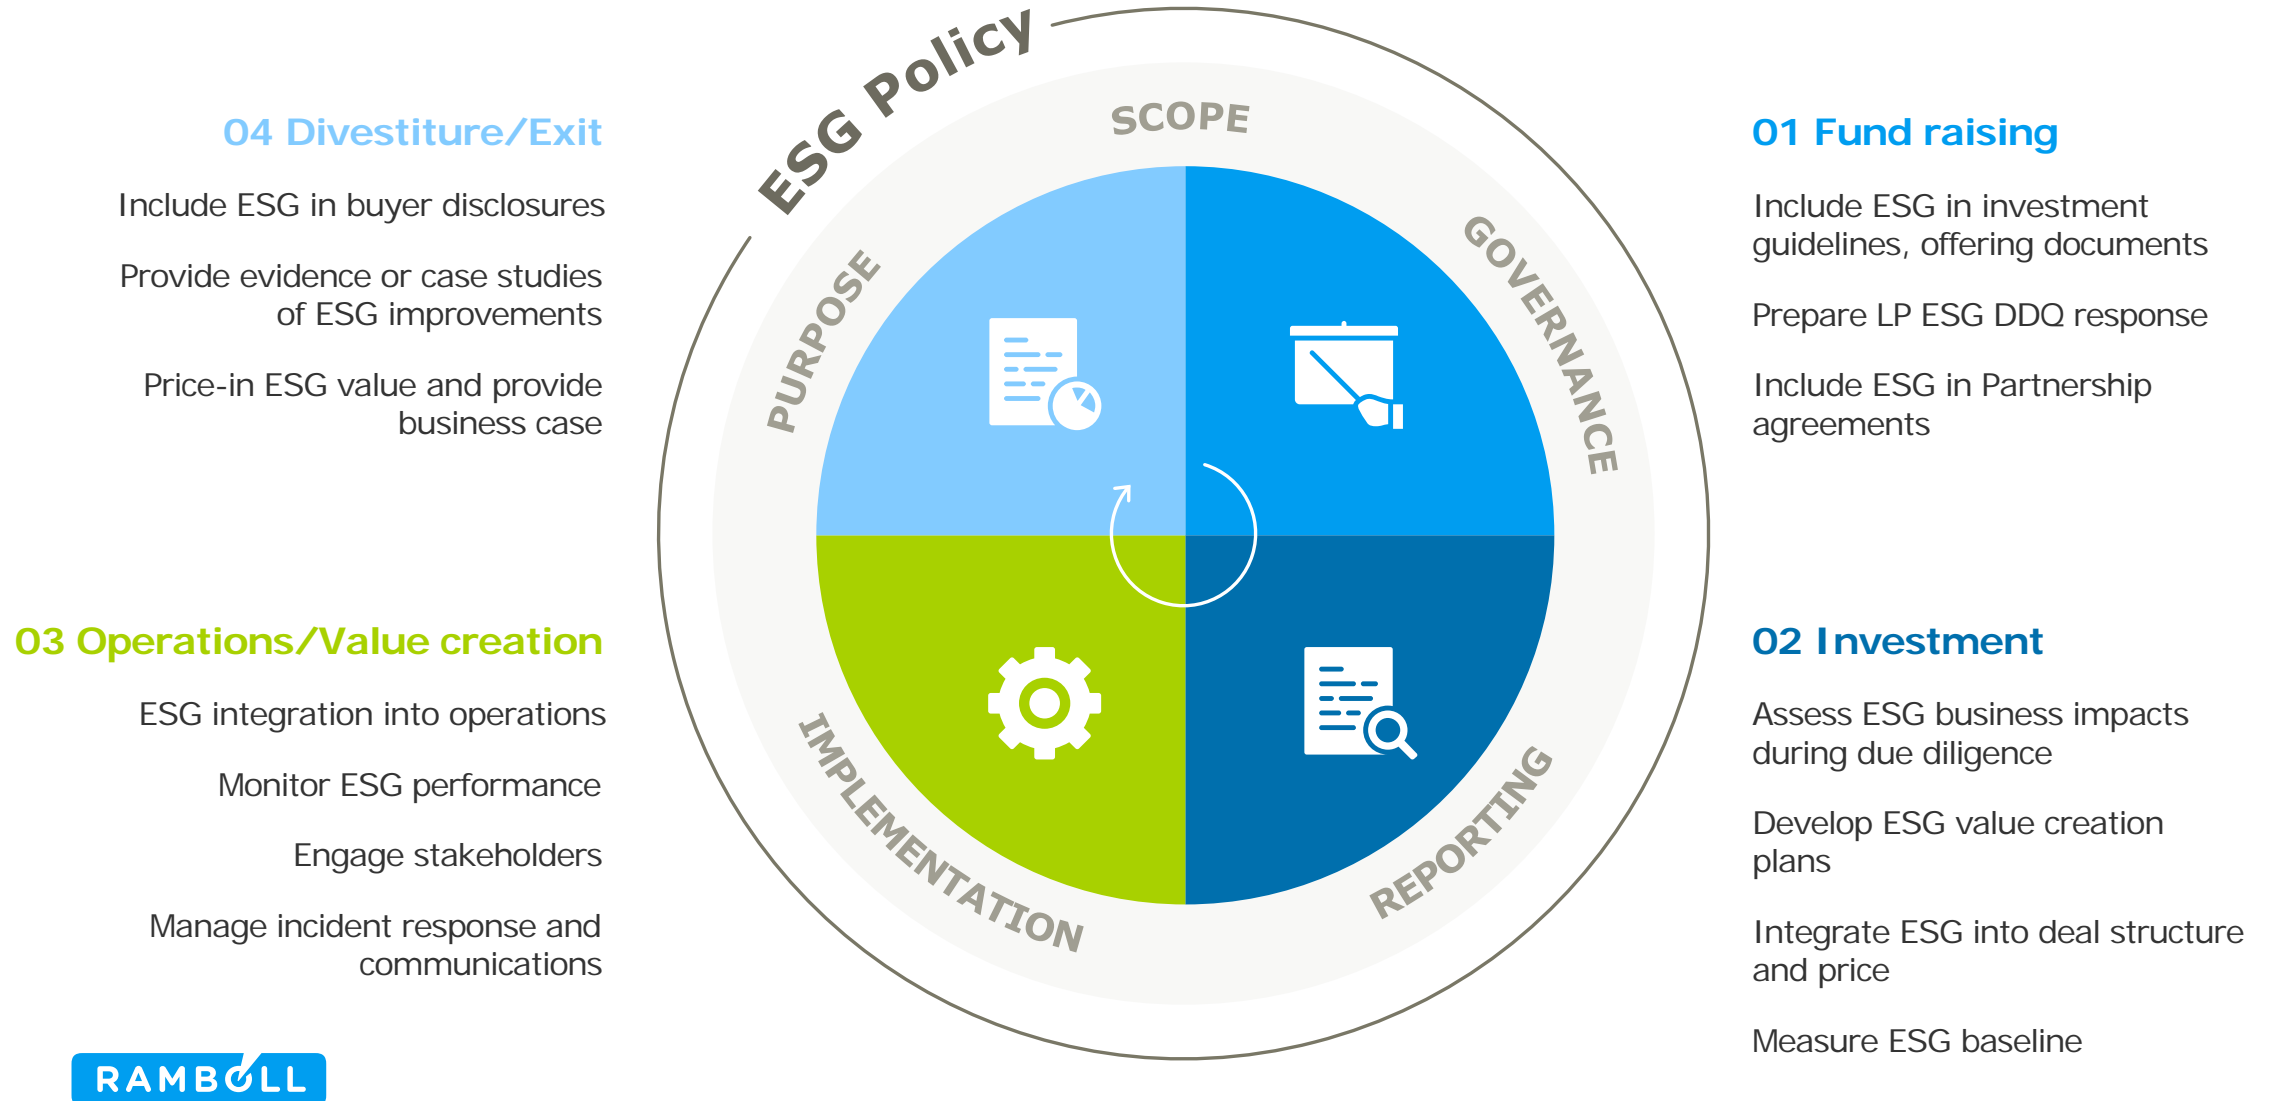 ESG Policy
SCOPE
GOVERNANCE
REPORTING
IMPLEMENTATION
PURPOSE
01 Fund raising
Include ESG in investment
guidelines, offering documents
Prepare LP ESG DDQ response
Include ESG in Partnership
agreements
02 Investment
Assess ESG business impacts
during due diligence
Develop ESG value creation
plans
Integrate ESG into deal structure
and price
Measure ESG baseline
03 Operations/Value creation
ESG integration into operations
Monitor ESG performance
Engage stakeholders
Manage incident response and
communications
04 Divestiture/Exit
Include ESG in buyer disclosures
Provide evidence or case studies
of ESG improvements
Price-in ESG value and provide
business case
RAMBOLL